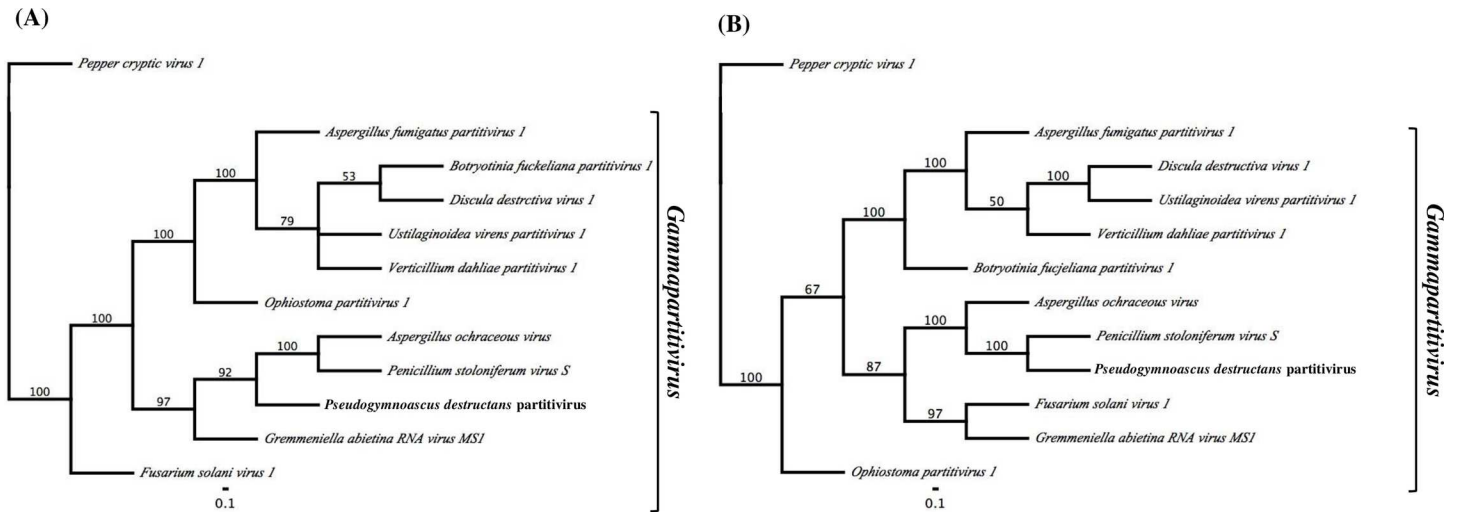 (A)
Pepper cryptic virus 1
Aspergillus fumigatus partitivirus 1
100
Botryotinia fuckeliana partitivirus 1
53
Discula destrctiva virus 1
79
Ustilaginoidea virens partitivirus 1
100
Verticillium dahliae partitivirus 1
Ophiostoma partitivirus 1
100
Aspergillus ochraceous virus
100
Penicillium stoloniferum virus S
92
Pseudogymnoascus destructans partitivirus
100
97
Gremmeniella abietina RNA virus MS1
Fusarium solani virus 1
0.1
Gammapartitivirus
(B)
Pepper cryptic virus 1
Aspergillus fumigatus partitivirus 1
100
Discula destructiva virus 1
100
Ustilaginoidea virens partitivirus 1
50
100
Verticillium dahliae partitivirus 1
Botryotinia fucjeliana partitivirus 1
67
Aspergillus ochraceous virus
100
Penicillium stoloniferum virus S
100
Pseudogymnoascus destructans partitivirus
87
100
Fusarium solani virus 1
97
Gremmeniella abietina RNA virus MS1
Ophiostoma partitivirus 1
0.1
Gammapartitivirus